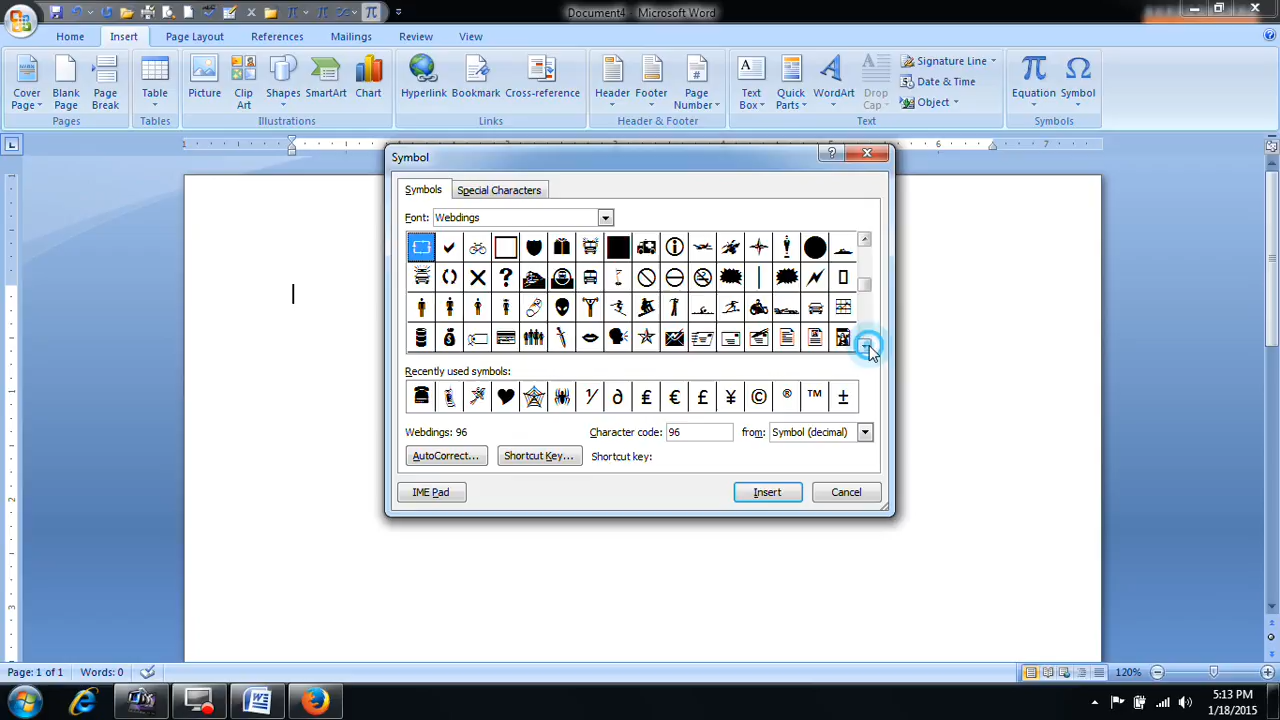 Document4 - Microsoft Word
Home Insert Page Layout References Mailings Review View
Cover Page Blank Page Page Break Table Picture Clip Art Shapes SmartArt Chart Hyperlink Bookmark Cross-reference Header Footer Page Number Text Box Quick Parts WordArt Drop Cap Signature Line Date & Time Object Equation Symbol
Pages Tables Illustrations Links Header & Footer Text Symbols
Symbol
Symbols Special Characters
Font: Webdings
Recently used symbols:
⅟ ∂ ₤ € £ ¥ © ® ™ ±
Webdings: 96 Character code: 96 from: Symbol (decimal)
AutoCorrect... Shortcut Key... Shortcut key:
IME Pad Insert Cancel
Page: 1 of 1 Words: 0 120%
5:13 PM
1/18/2015